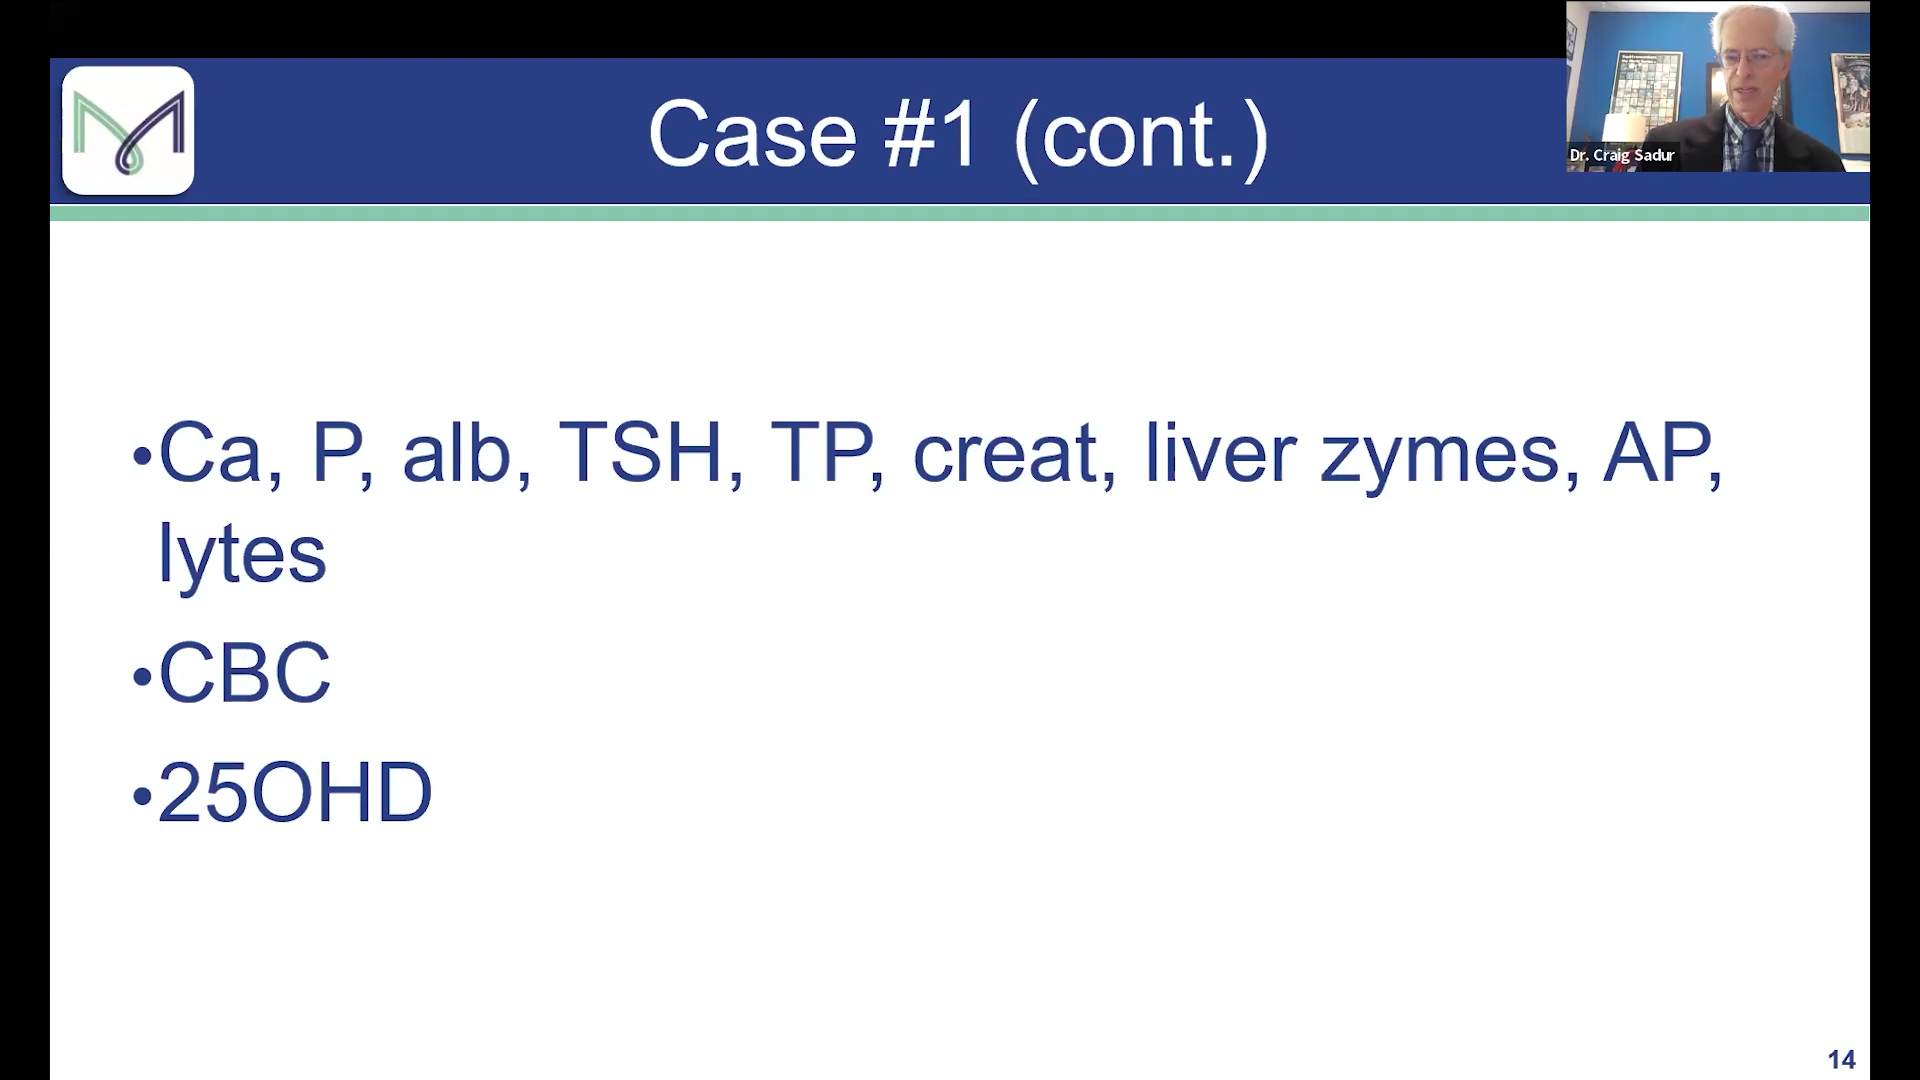 Case #1 (cont.)
Dr. Craig Sadur
•Ca, P, alb, TSH, TP, creat, liver zymes, AP,
lytes
•CBC
•25OHD
14